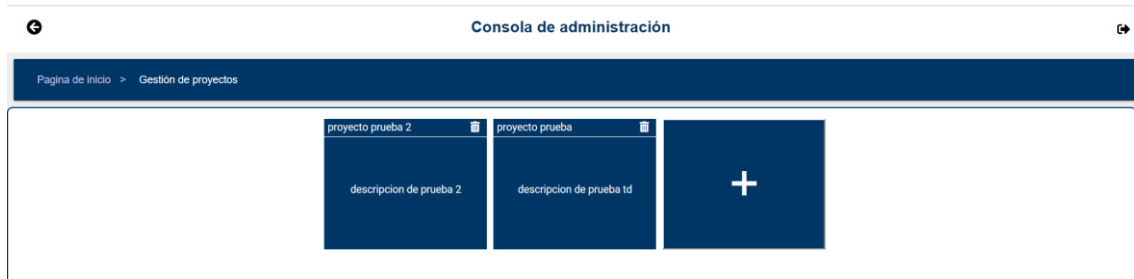 Consola de administración
Pagina de inicio > Gestión de proyectos
proyecto prueba 2
descripcion de prueba 2
proyecto prueba
descripcion de prueba td
+